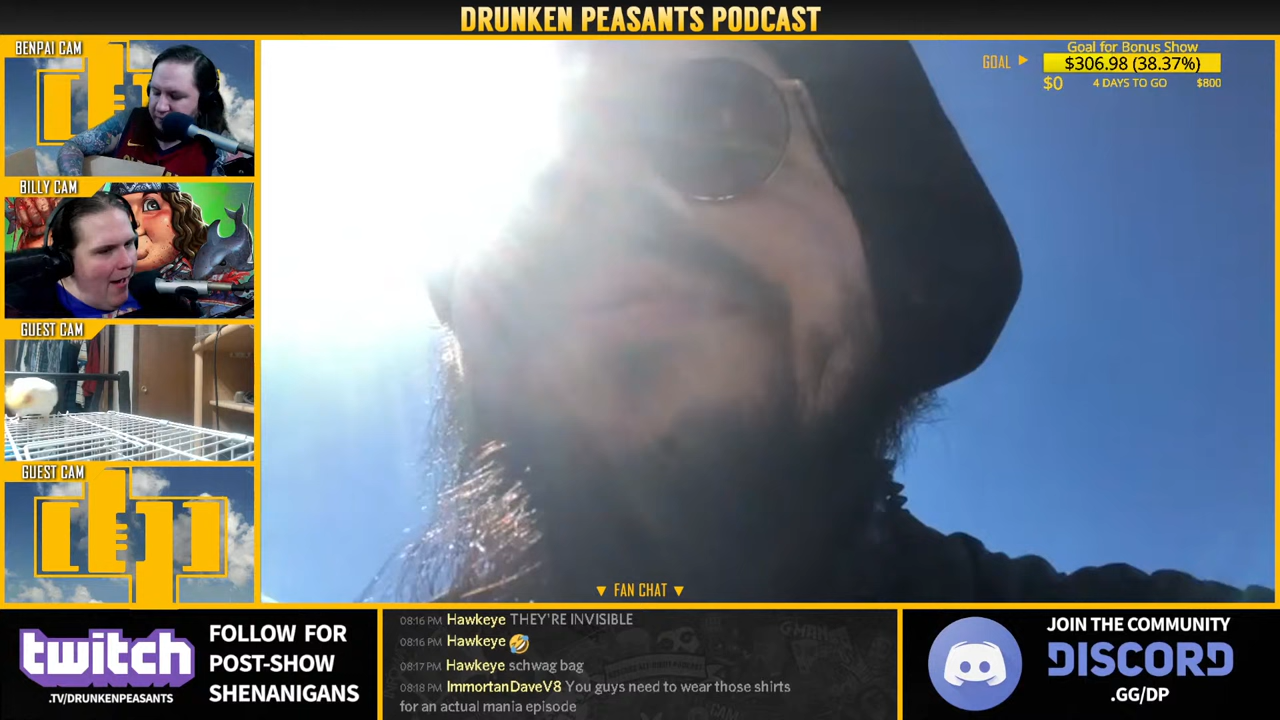 DRUNKEN PEASANTS PODCAST
BENPAI CAM
BILLY CAM
GUEST CAM
GUEST CAM
Goal for Bonus Show
GOAL ▶ $306.98 (38.37%)
$0 4 DAYS TO GO $800
▼ FAN CHAT ▼
twitch
.TV/DRUNKENPEASANTS
FOLLOW FOR
POST-SHOW
SHENANIGANS
08:16 PM Hawkeye THEY'RE INVISIBLE
08:16 PM Hawkeye 🤣
08:17 PM Hawkeye schwag bag
08:18 PM ImmortanDaveV8 You guys need to wear those shirts
for an actual mania episode
JOIN THE COMMUNITY
DISCORD
.GG/DP